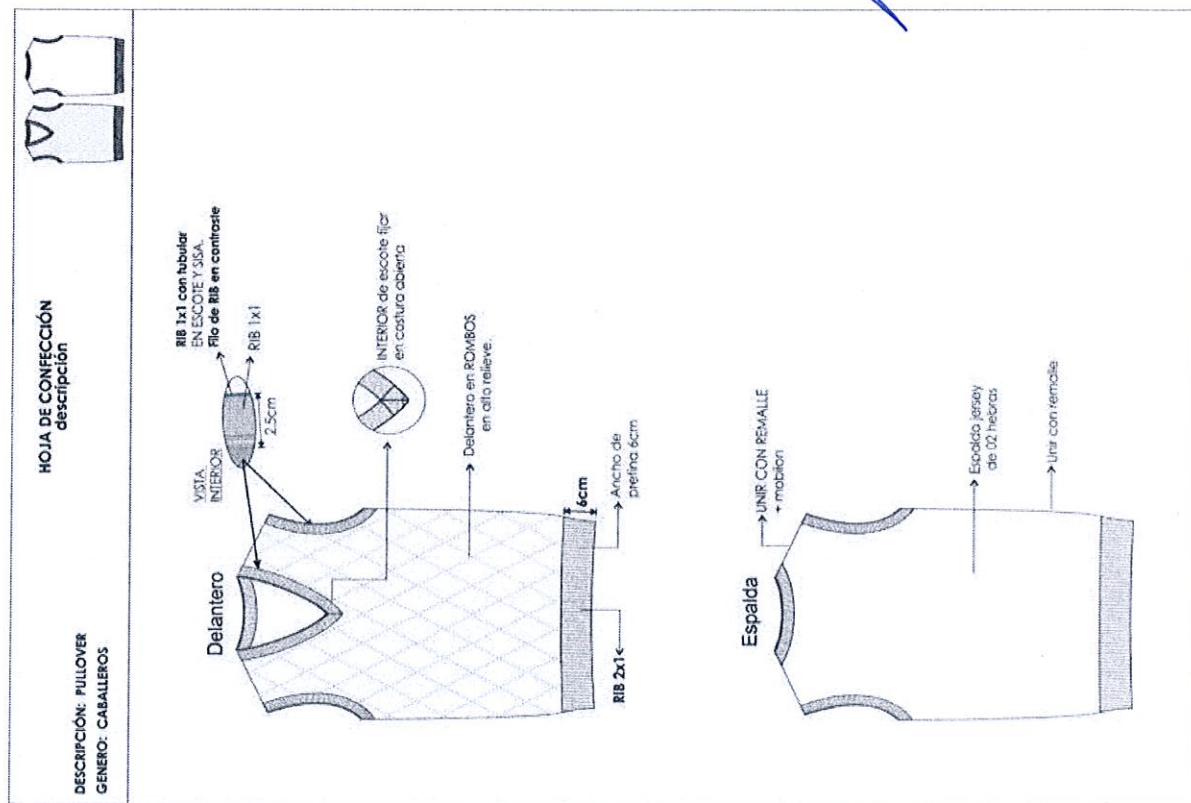 HOJA DE CONFECCIÓN
descripción
DESCRIPCIÓN: PULLOVER
GENERO: CABALLEROS
Delantero
VISTA
INTERIOR
RIB 1x1 con tubular
EN ESCOTE Y SISA.
Filo de RIB en contraste
RIB 1x1
2.5cm
INTERIOR de escote fijar
en costura abierta
Delantero en ROMBOS
en alto relieve.
6cm
Ancho de
pretina 6cm
RIB 2x1
Espalda
UNIR CON REMALLE
+ mobilon
Espalda jersey
de 02 hebras
Unir con remalle